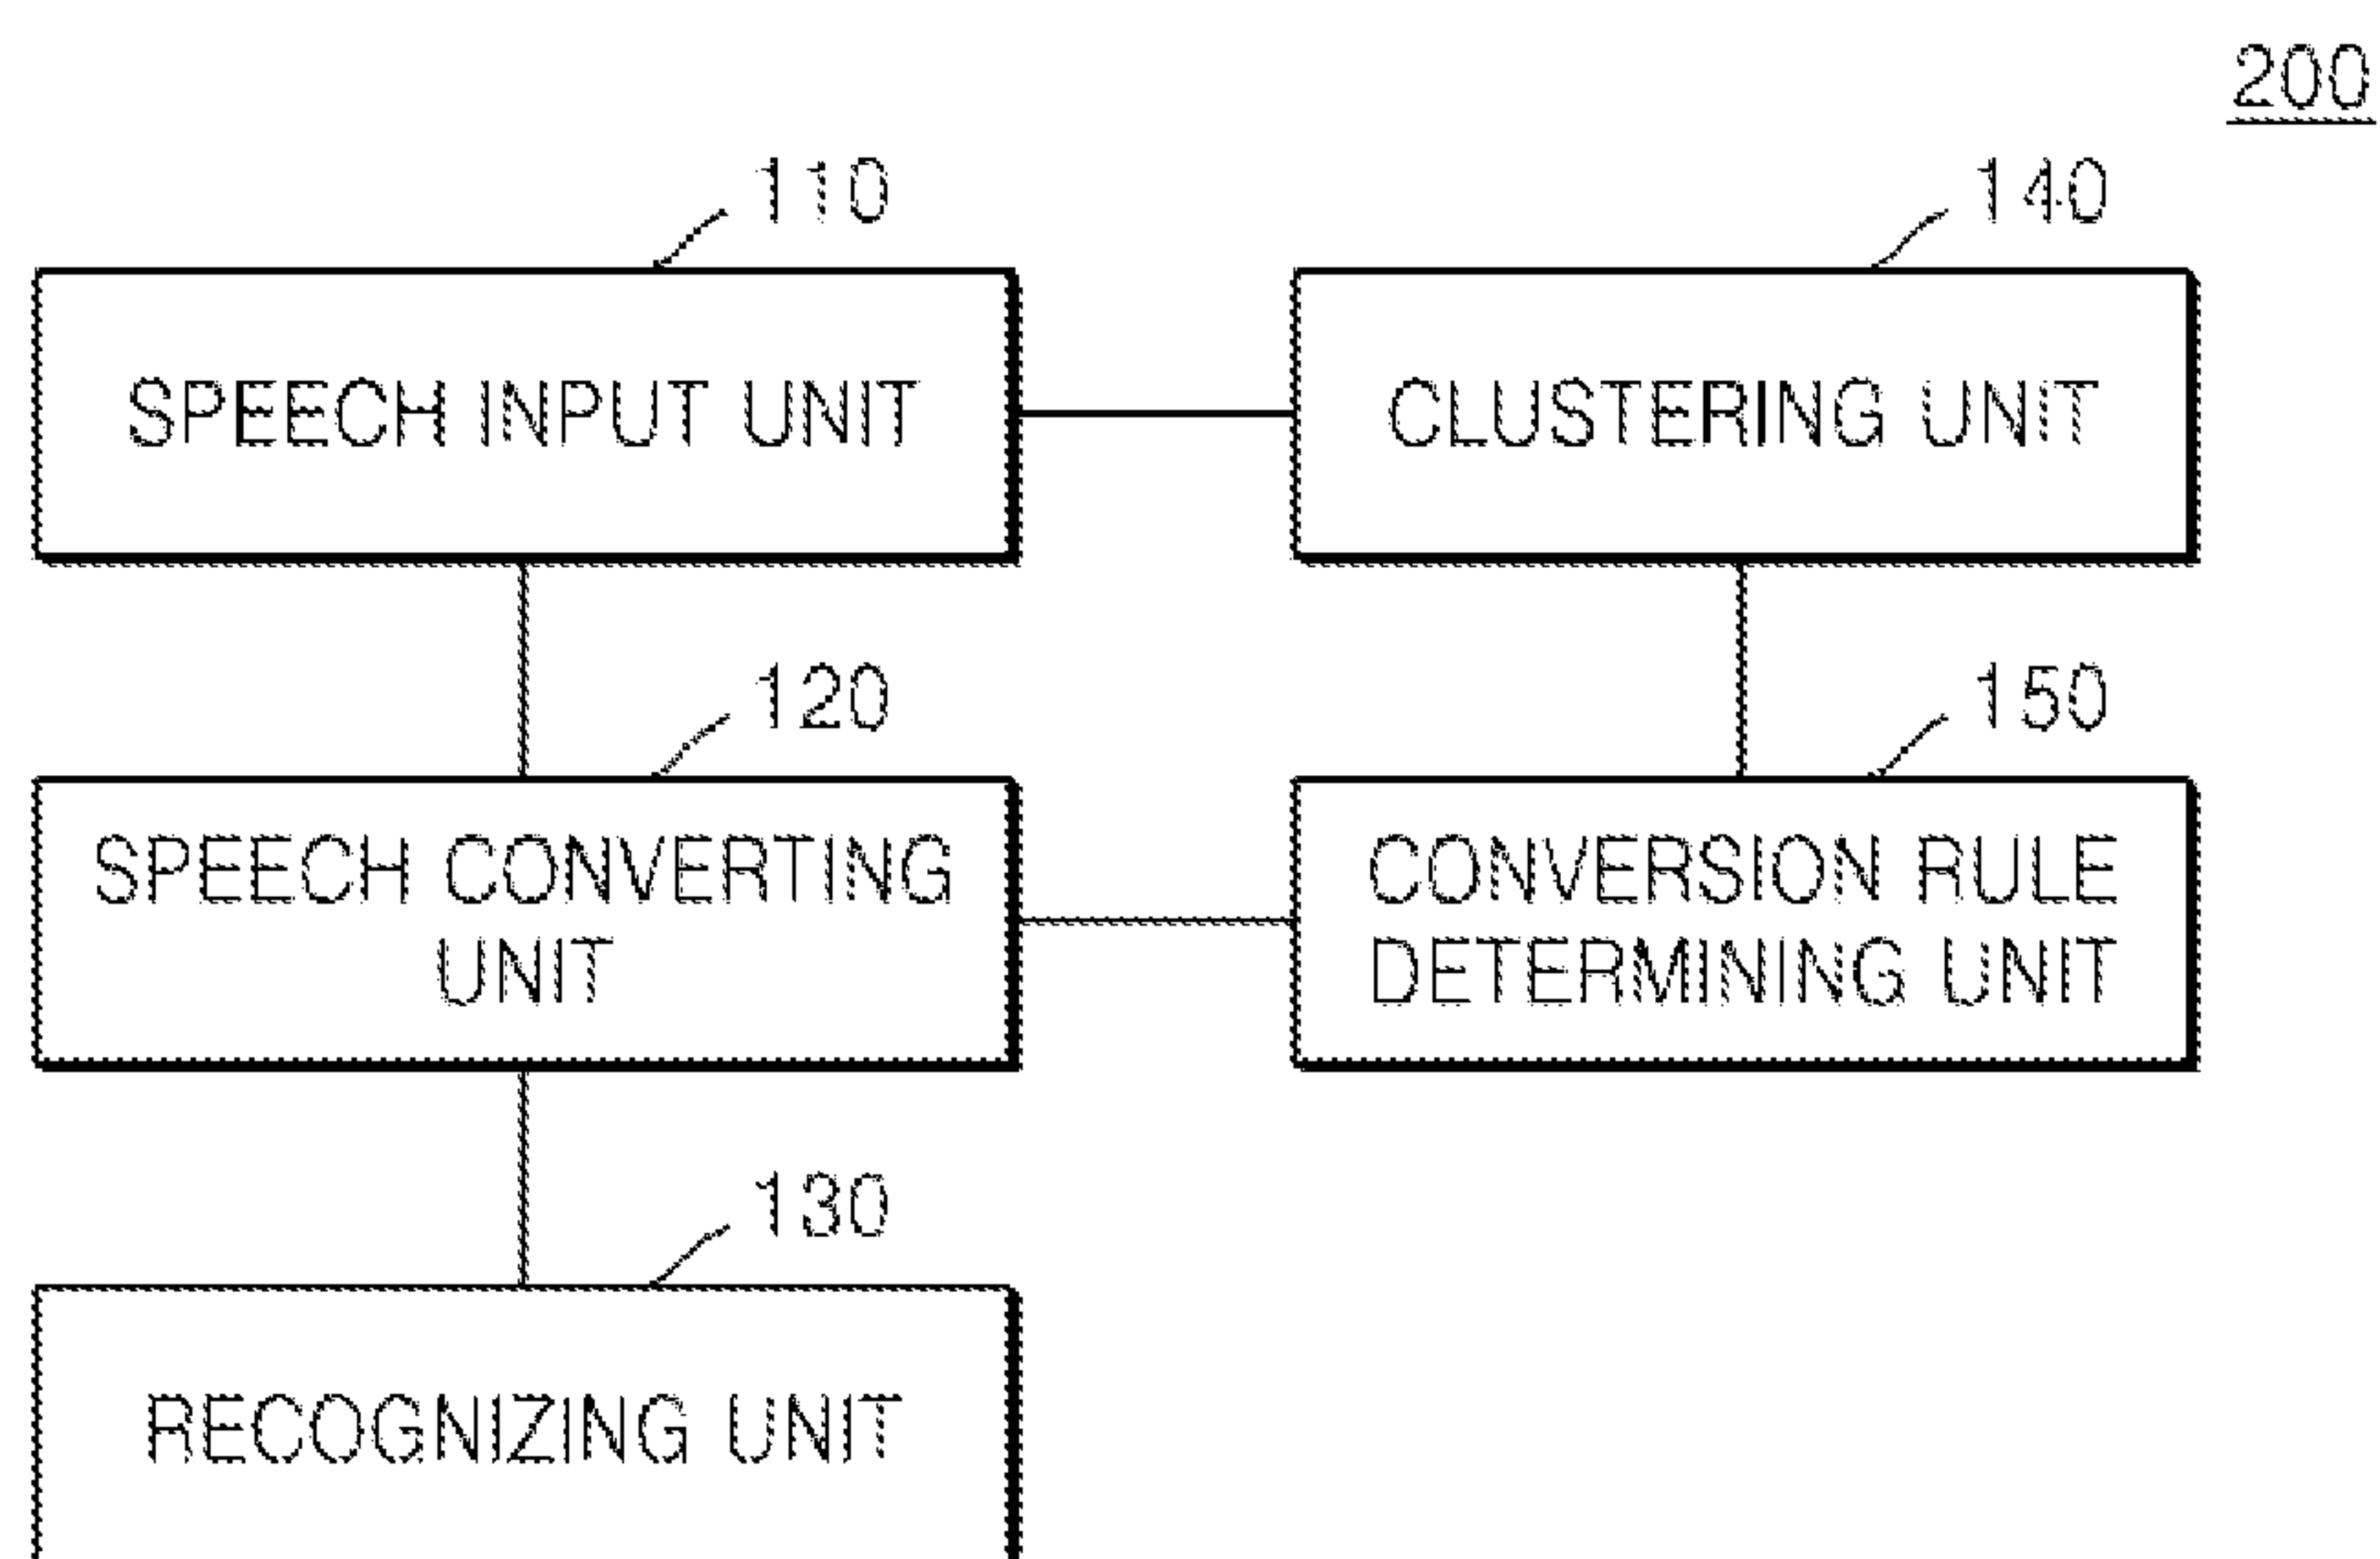 200
110
140
SPEECH INPUT UNIT
CLUSTERING UNIT
120
150
SPEECH CONVERTING
UNIT
CONVERSION RULE
DETERMINING UNIT
130
RECOGNIZING UNIT